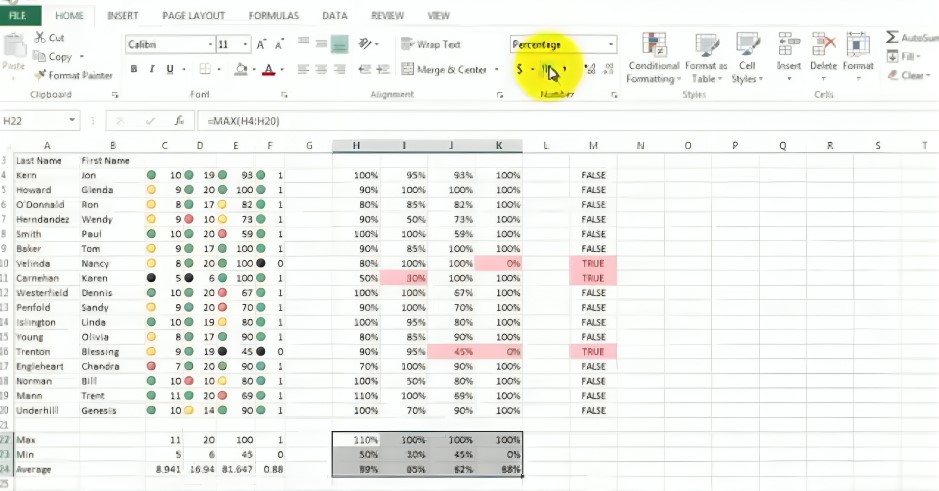 FILE HOME INSERT PAGE LAYOUT FORMULAS DATA REVIEW VIEW
Cut Calibri 11 Wrap Text Percentage AutoSum
Copy Fill
Paste Format Painter B I U Merge & Center $ Conditional Formatting Format as Table Cell Styles Insert Delete Format Clear
Clipboard Font Alignment Number Styles Cells
H22 fx =MAX(H4:H20)
A B C D E F G H I J K L M N O P Q R S T
3 Last Name First Name
4 Kern Jon 10 19 93 1 100% 95% 93% 100% FALSE
5 Howard Glenda 9 20 100 1 90% 100% 100% 100% FALSE
6 O'Donnald Ron 8 17 82 1 80% 85% 82% 100% FALSE
7 Herndandez Wendy 9 10 73 1 90% 50% 73% 100% FALSE
8 Smith Paul 10 20 59 1 100% 100% 59% 100% FALSE
9 Baker Tom 9 17 100 1 90% 85% 100% 100% FALSE
10 Velinda Nancy 8 20 100 0 80% 100% 100% 0% TRUE
11 Carnehan Karen 5 6 100 1 50% 30% 100% 100% TRUE
12 Westerfield Dennis 10 20 67 1 100% 100% 67% 100% FALSE
13 Penfold Sandy 9 20 70 1 90% 100% 70% 100% FALSE
14 Islington Linda 10 19 80 1 100% 95% 80% 100% FALSE
15 Young Olivia 8 17 90 1 80% 85% 90% 100% FALSE
16 Trenton Blessing 9 19 45 0 90% 95% 45% 0% TRUE
17 Engleheart Chandra 7 20 90 1 70% 100% 90% 100% FALSE
18 Norman Bill 10 10 80 1 100% 50% 80% 100% FALSE
19 Mann Trent 11 20 69 1 110% 100% 69% 100% FALSE
20 Underhill Genesis 10 14 90 1 100% 70% 90% 100% FALSE
21
22 Max 11 20 100 1 110% 100% 100% 100%
23 Min 5 6 45 0 50% 30% 45% 0%
24 Average 8.941 16.94 81.647 0.88 89% 85% 82% 88%
25